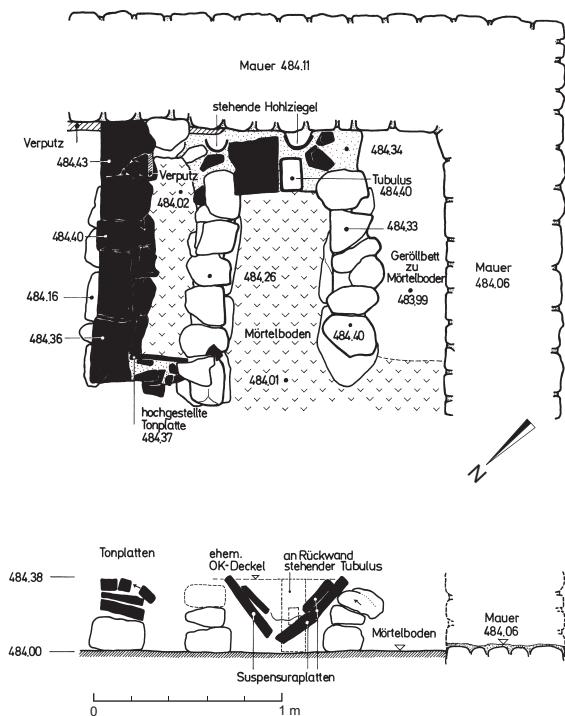 Mauer 484.11
stehende Hohlziegel
Verputz
484.43
Verputz
484.02
484.34
Tubulus
484.40
484.40
484.33
Geröllbett
zu
Mörtelboden
483.99
Mauer
484.06
484.16
484.26
484.36
Mörtelboden
484.40
484.01
hochgestellte
Tonplatte
484.37
N
Tonplatten
ehem.
OK-Deckel
an Rückwand
stehender Tubulus
484.38
Mörtelboden
Mauer
484.06
484.00
Suspensuraplatten
0
1 m